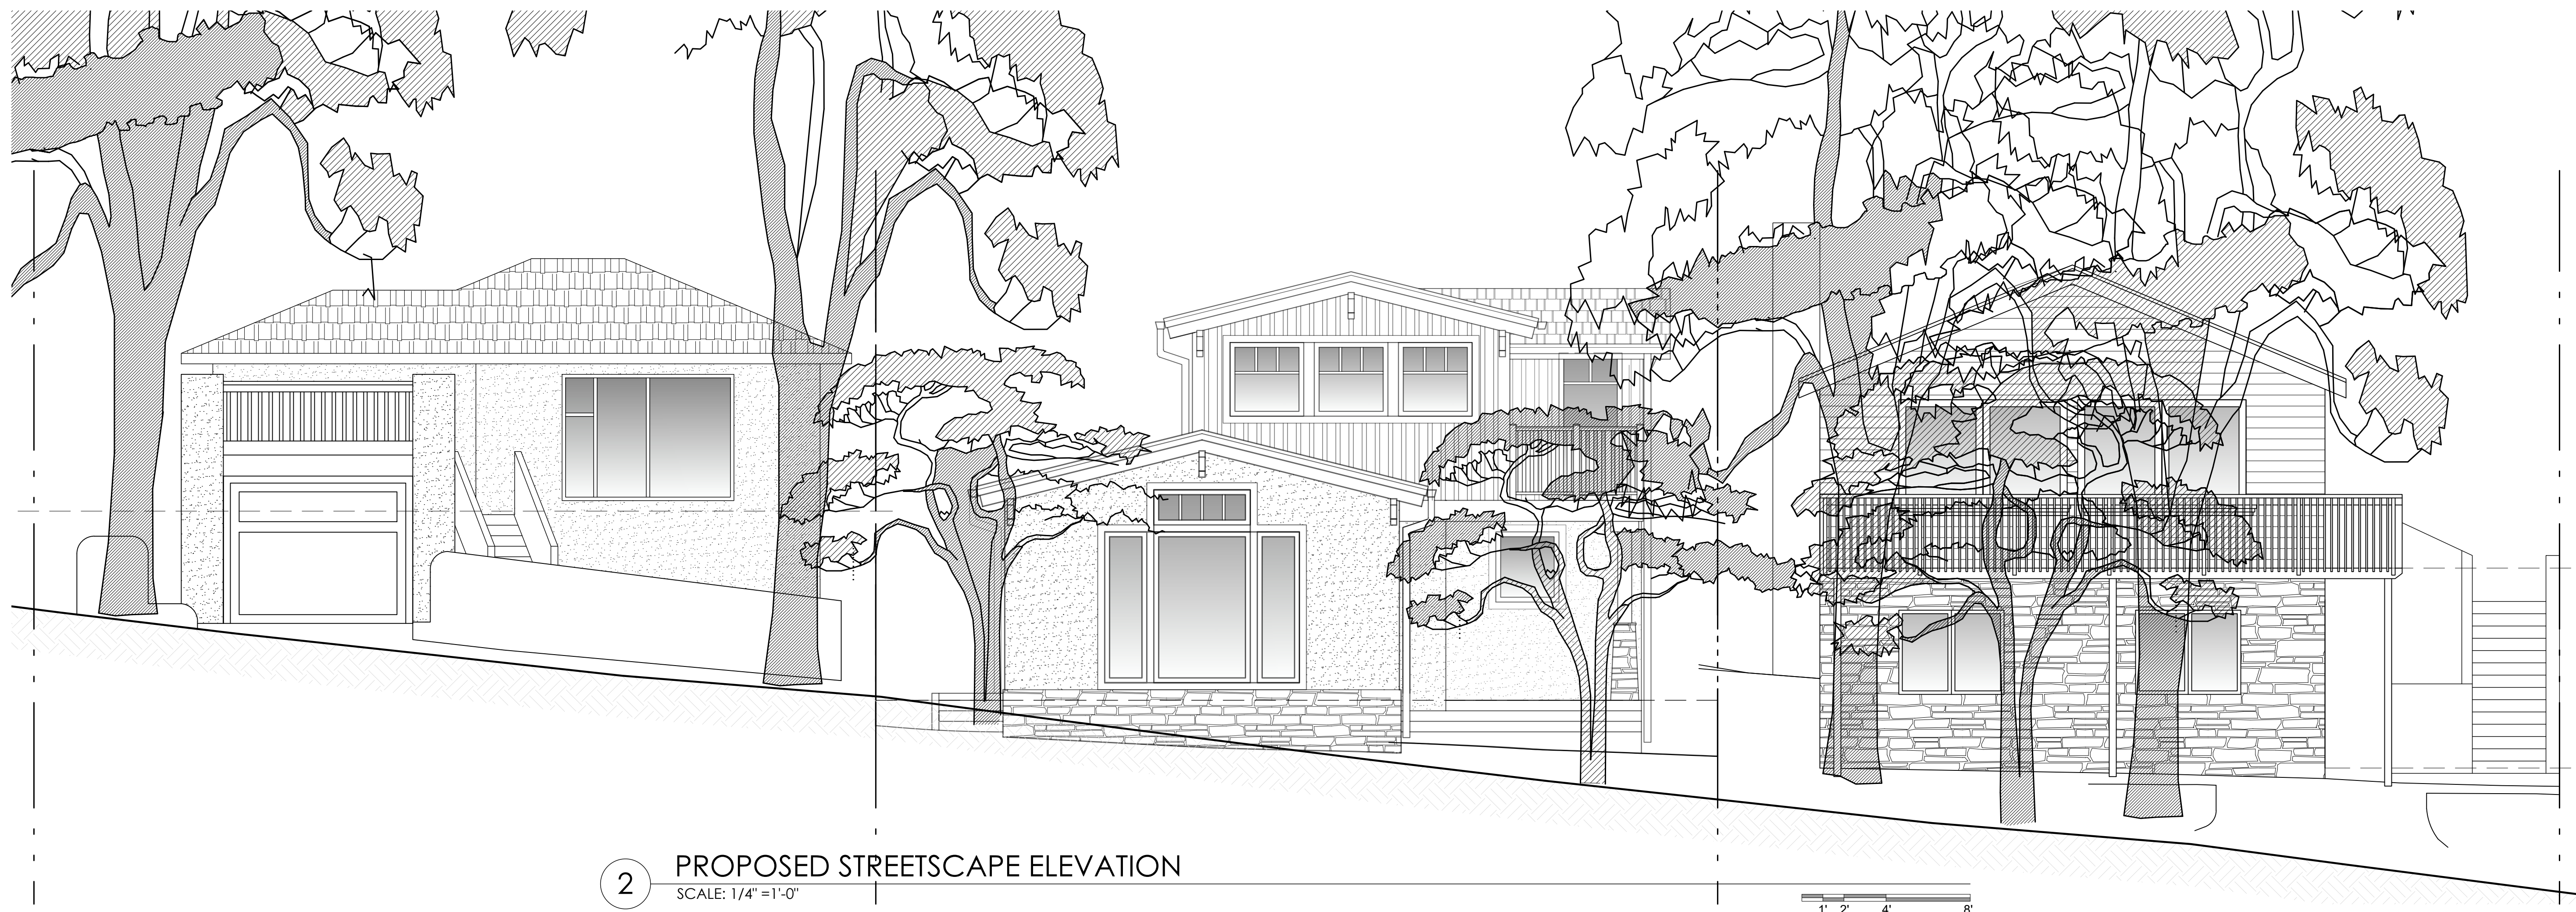 2
PROPOSED STREETSCAPE ELEVATION
SCALE: 1/4" =1'-0"
1' 2' 4' 8'